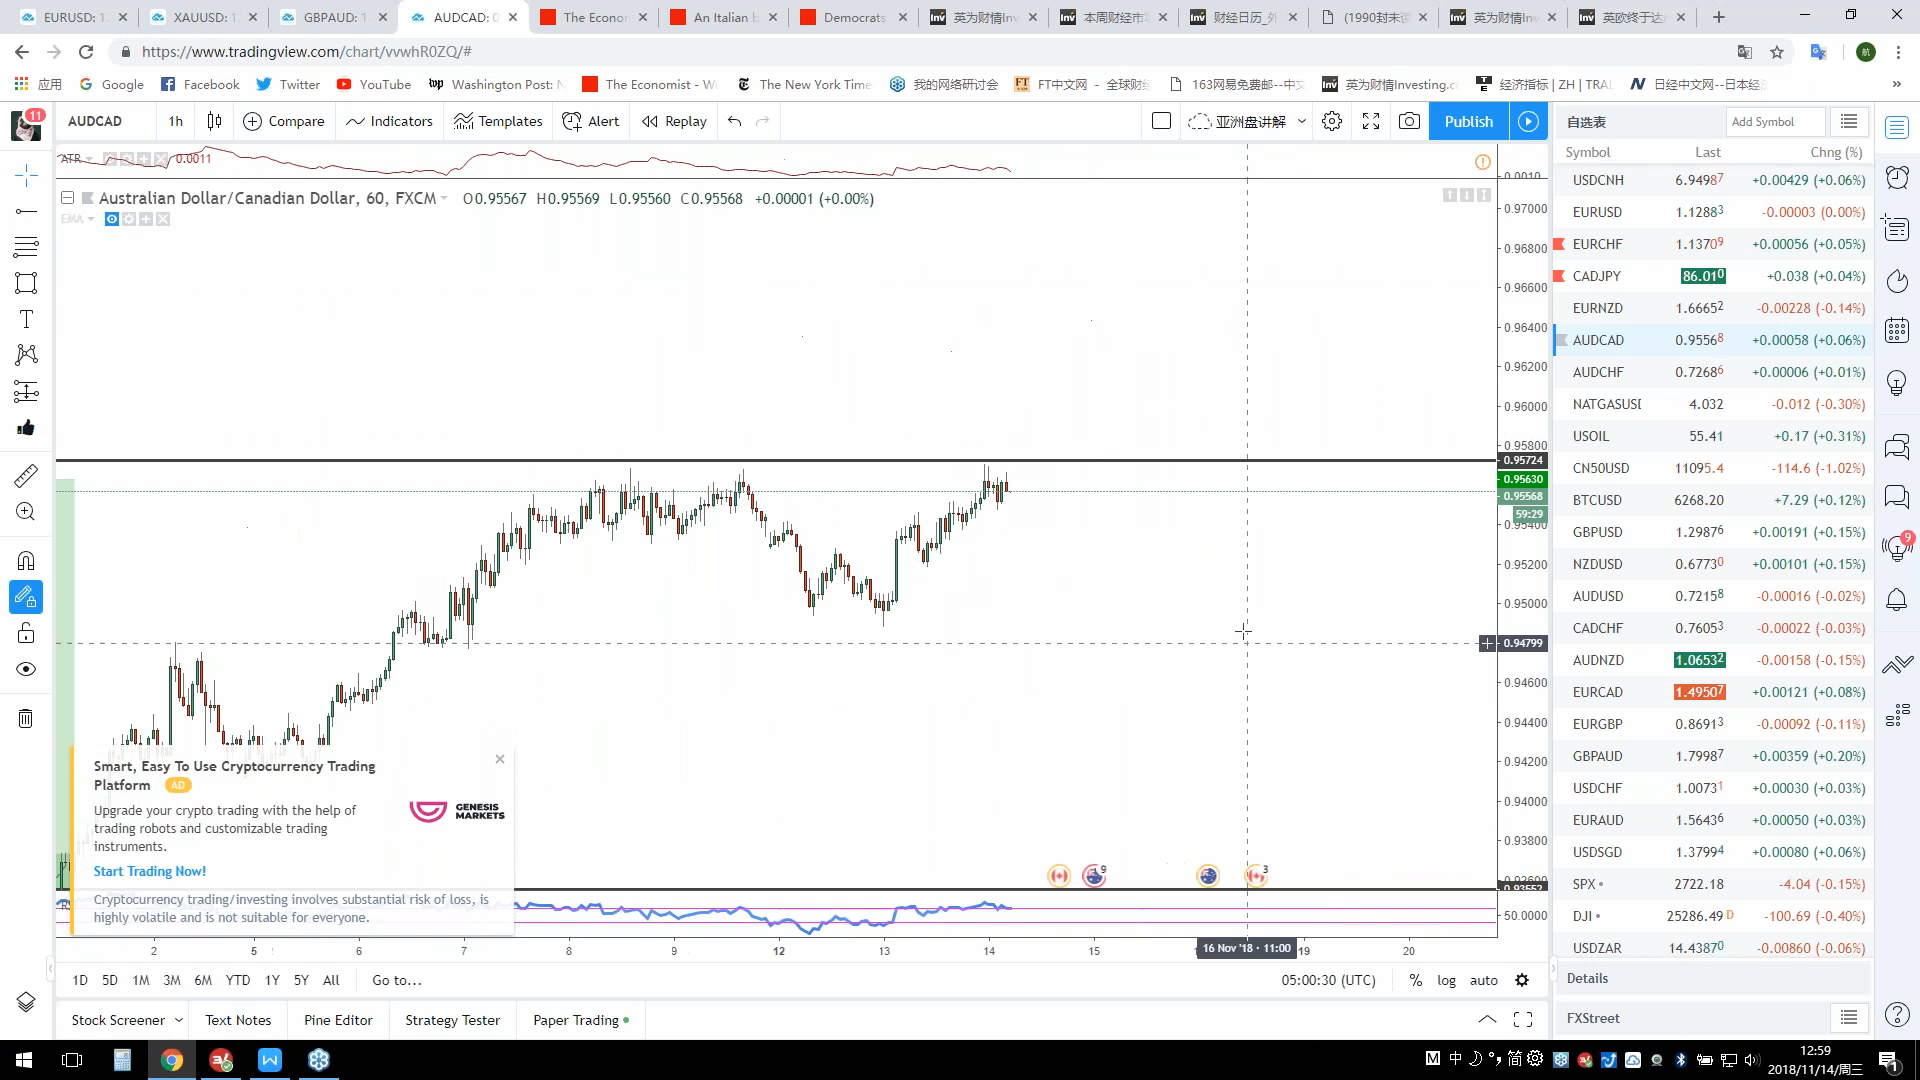 EURUSD: 1.
XAUUSD: 1
GBPAUD: 1.
AUDCAD: 0
The Econor
An Italian b
Democrats
英为财情Inv
本周财经市
财经日历_外
(1990封未读
英为财情Inv
英欧终于达
https://www.tradingview.com/chart/vvwhR0ZQ/#
应用
Google
Facebook
Twitter
YouTube
Washington Post:
The Economist - W
The New York Time
我的网络研讨会
FT中文网 - 全球财
163网易免费邮--中文
英为财情Investing.c
经济指标 | ZH | TRA
日经中文网--日本经
11
AUDCAD
1h
Compare
Indicators
Templates
Alert
Replay
亚洲盘讲解
Publish
自选表
Add Symbol
Symbol Last Chng (%)
ATR 0.0011
0.0010
Australian Dollar/Canadian Dollar, 60, FXCM O0.95567 H0.95569 L0.95560 C0.95568 +0.00001 (+0.00%)
EMA
0.97000
0.96800
0.96600
0.96400
0.96200
0.96000
0.95800
0.95724
0.95630
0.95568
59:29
0.95400
0.95200
0.95000
0.94799
0.94600
0.94400
0.94200
0.94000
0.93800
0.93552
50.0000
USDCNH 6.94987 +0.00429 (+0.06%)
EURUSD 1.12883 -0.00003 (0.00%)
EURCHF 1.13709 +0.00056 (+0.05%)
CADJPY 86.010 +0.038 (+0.04%)
EURNZD 1.66652 -0.00228 (-0.14%)
AUDCAD 0.95568 +0.00058 (+0.06%)
AUDCHF 0.72686 +0.00006 (+0.01%)
NATGASUSD 4.032 -0.012 (-0.30%)
USOIL 55.41 +0.17 (+0.31%)
CN50USD 11095.4 -114.6 (-1.02%)
BTCUSD 6268.20 +7.29 (+0.12%)
GBPUSD 1.29876 +0.00191 (+0.15%)
NZDUSD 0.67730 +0.00101 (+0.15%)
AUDUSD 0.72158 -0.00016 (-0.02%)
CADCHF 0.76053 -0.00022 (-0.03%)
AUDNZD 1.06532 -0.00158 (-0.15%)
EURCAD 1.49507 +0.00121 (+0.08%)
EURGBP 0.86913 -0.00092 (-0.11%)
GBPAUD 1.79987 +0.00359 (+0.20%)
USDCHF 1.00731 +0.00030 (+0.03%)
EURAUD 1.56436 +0.00050 (+0.03%)
USDSGD 1.37994 +0.00080 (+0.06%)
SPX 2722.18 -4.04 (-0.15%)
DJI 25286.49 D -100.69 (-0.40%)
USDZAR 14.43870 -0.00860 (-0.06%)
Details
FXStreet
9
Smart, Easy To Use Cryptocurrency Trading
Platform AD
Upgrade your crypto trading with the help of
trading robots and customizable trading
instruments.
GENESIS
MARKETS
Start Trading Now!
Cryptocurrency trading/investing involves substantial risk of loss, is
highly volatile and is not suitable for everyone.
9
3
2 5 6 7 8 9 12 13 14 15 16 Nov '18 - 11:00 19 20
1D 5D 1M 3M 6M YTD 1Y 5Y All Go to...
05:00:30 (UTC) % log auto
Stock Screener
Text Notes
Pine Editor
Strategy Tester
Paper Trading
中
简
12:59
2018/11/14/周三
1